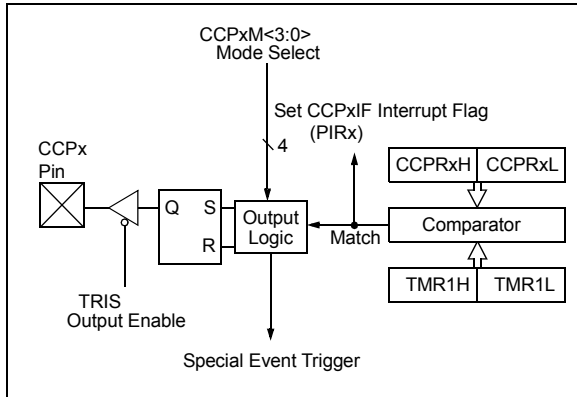 CCPxM<3:0>
Mode Select
Set CCPxIF Interrupt Flag
(PIRx)
4
CCPx
Pin
CCPRxH
CCPRxL
Q
S
R
Output
Logic
Match
Comparator
TRIS
Output Enable
TMR1H
TMR1L
Special Event Trigger